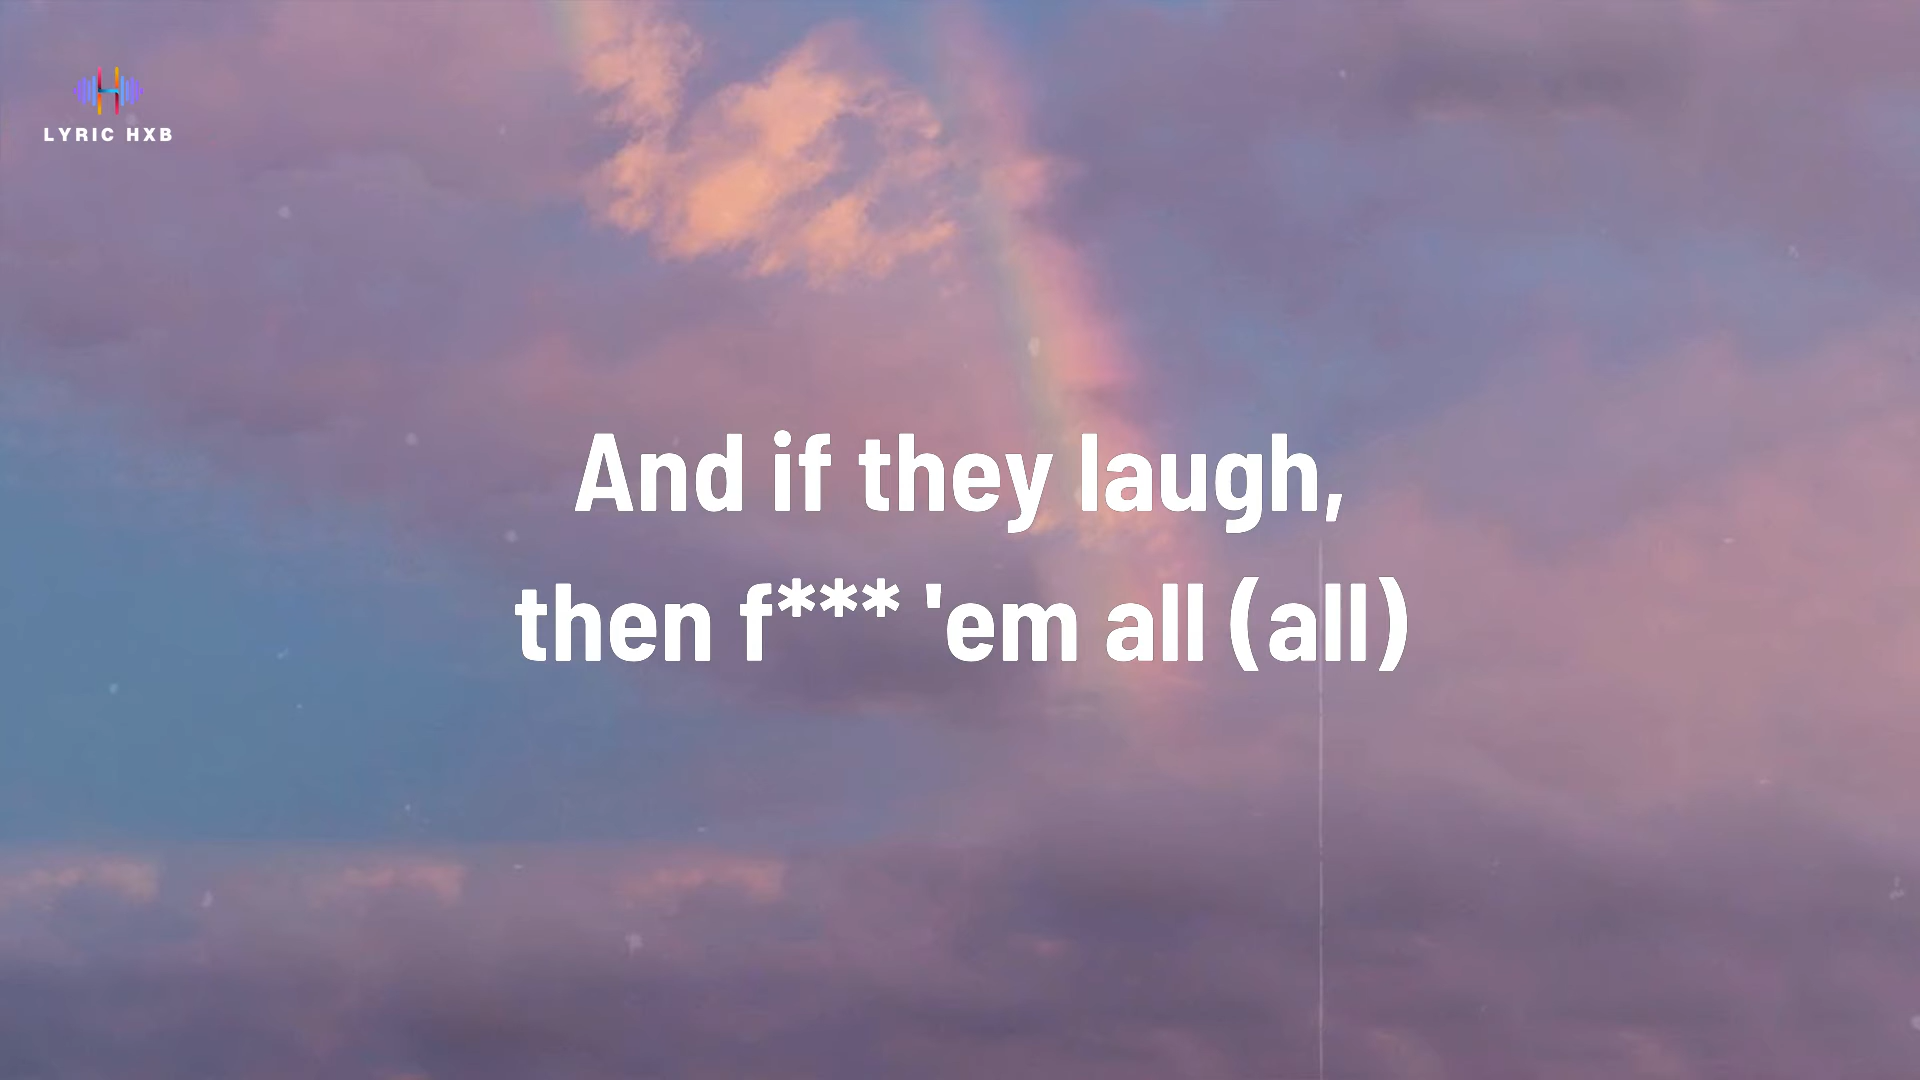 LYRIC HXB
And if they laugh,
then f*** 'em all (all)